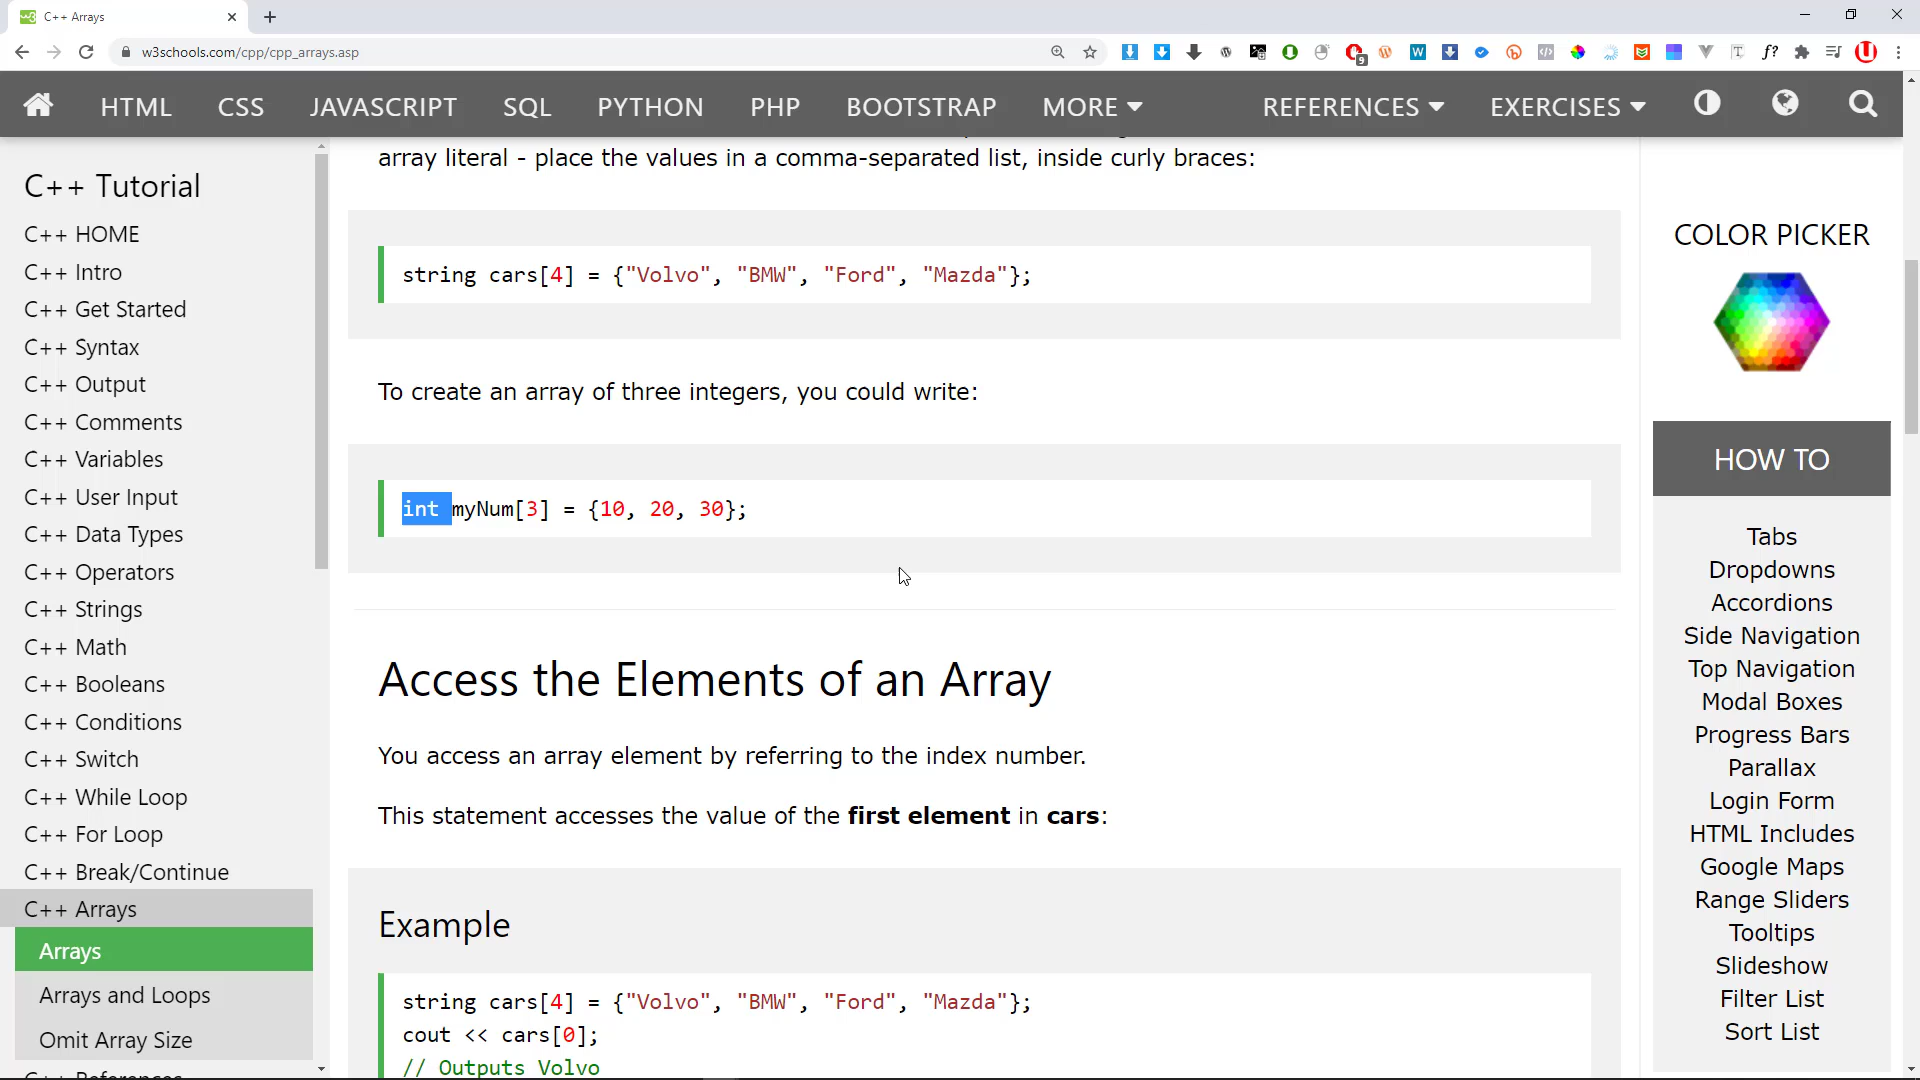 C++ Arrays
w3schools.com/cpp/cpp_arrays.asp
9
HTML
CSS
JAVASCRIPT
SQL
PYTHON
PHP
BOOTSTRAP
MORE
REFERENCES
EXERCISES
C++ Tutorial
C++ HOME
C++ Intro
C++ Get Started
C++ Syntax
C++ Output
C++ Comments
C++ Variables
C++ User Input
C++ Data Types
C++ Operators
C++ Strings
C++ Math
C++ Booleans
C++ Conditions
C++ Switch
C++ While Loop
C++ For Loop
C++ Break/Continue
C++ Arrays
Arrays
Arrays and Loops
Omit Array Size
C++ References
array literal - place the values in a comma-separated list, inside curly braces:
string cars[4] = {"Volvo", "BMW", "Ford", "Mazda"};
To create an array of three integers, you could write:
int myNum[3] = {10, 20, 30};
Access the Elements of an Array
You access an array element by referring to the index number.
This statement accesses the value of the first element in cars:
Example
string cars[4] = {"Volvo", "BMW", "Ford", "Mazda"};
cout << cars[0];
// Outputs Volvo
COLOR PICKER
HOW TO
Tabs
Dropdowns
Accordions
Side Navigation
Top Navigation
Modal Boxes
Progress Bars
Parallax
Login Form
HTML Includes
Google Maps
Range Sliders
Tooltips
Slideshow
Filter List
Sort List